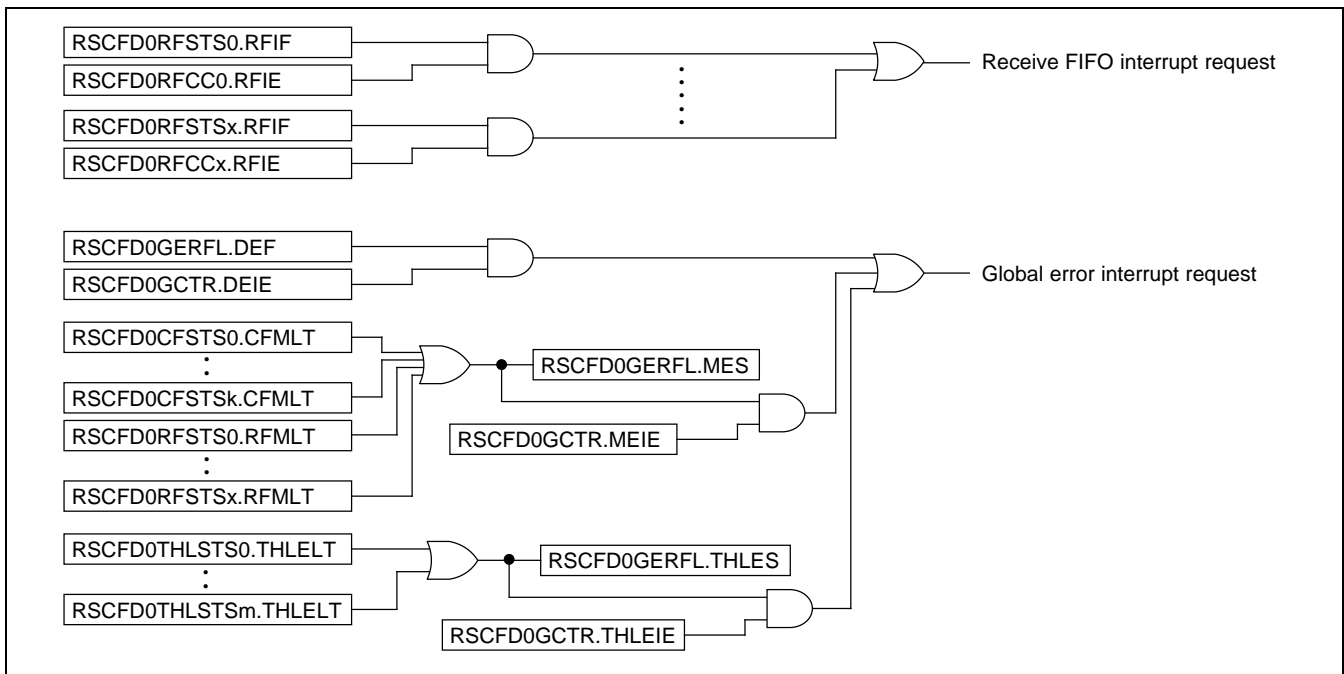 RSCFD0RFSTS0.RFIF
RSCFD0RFCC0.RFIE
Receive FIFO interrupt request
RSCFD0RFSTSx.RFIF
RSCFD0RFCCx.RFIE
RSCFD0GERFL.DEF
RSCFD0GCTR.DEIE
Global error interrupt request
RSCFD0CFSTS0.CFMLT
RSCFD0GERFL.MES
RSCFD0CFSTSk.CFMLT
RSCFD0RFSTS0.RFMLT
RSCFD0GCTR.MEIE
RSCFD0RFSTSx.RFMLT
RSCFD0THLSTS0.THLELT
RSCFD0GERFL.THLES
RSCFD0THLSTSm.THLELT
RSCFD0GCTR.THLEIE